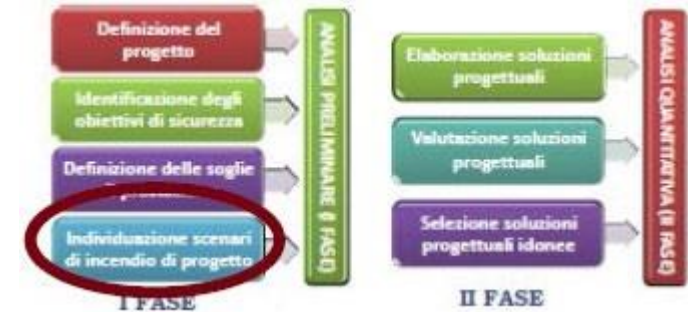 Definizione del
progetto
Identificazione degli
obiettivi di sicurezza
Definizione delle soglie
Individuazione scenari
di incendio di progetto
ANALISI PRELIMINARE (I FASE)
I FASE
Elaborazione soluzioni
progettuali
Valutazione soluzioni
progettuali
Selezione soluzioni
progettuali idonee
ANALISI QUANTITATIVA (II FASE)
II FASE